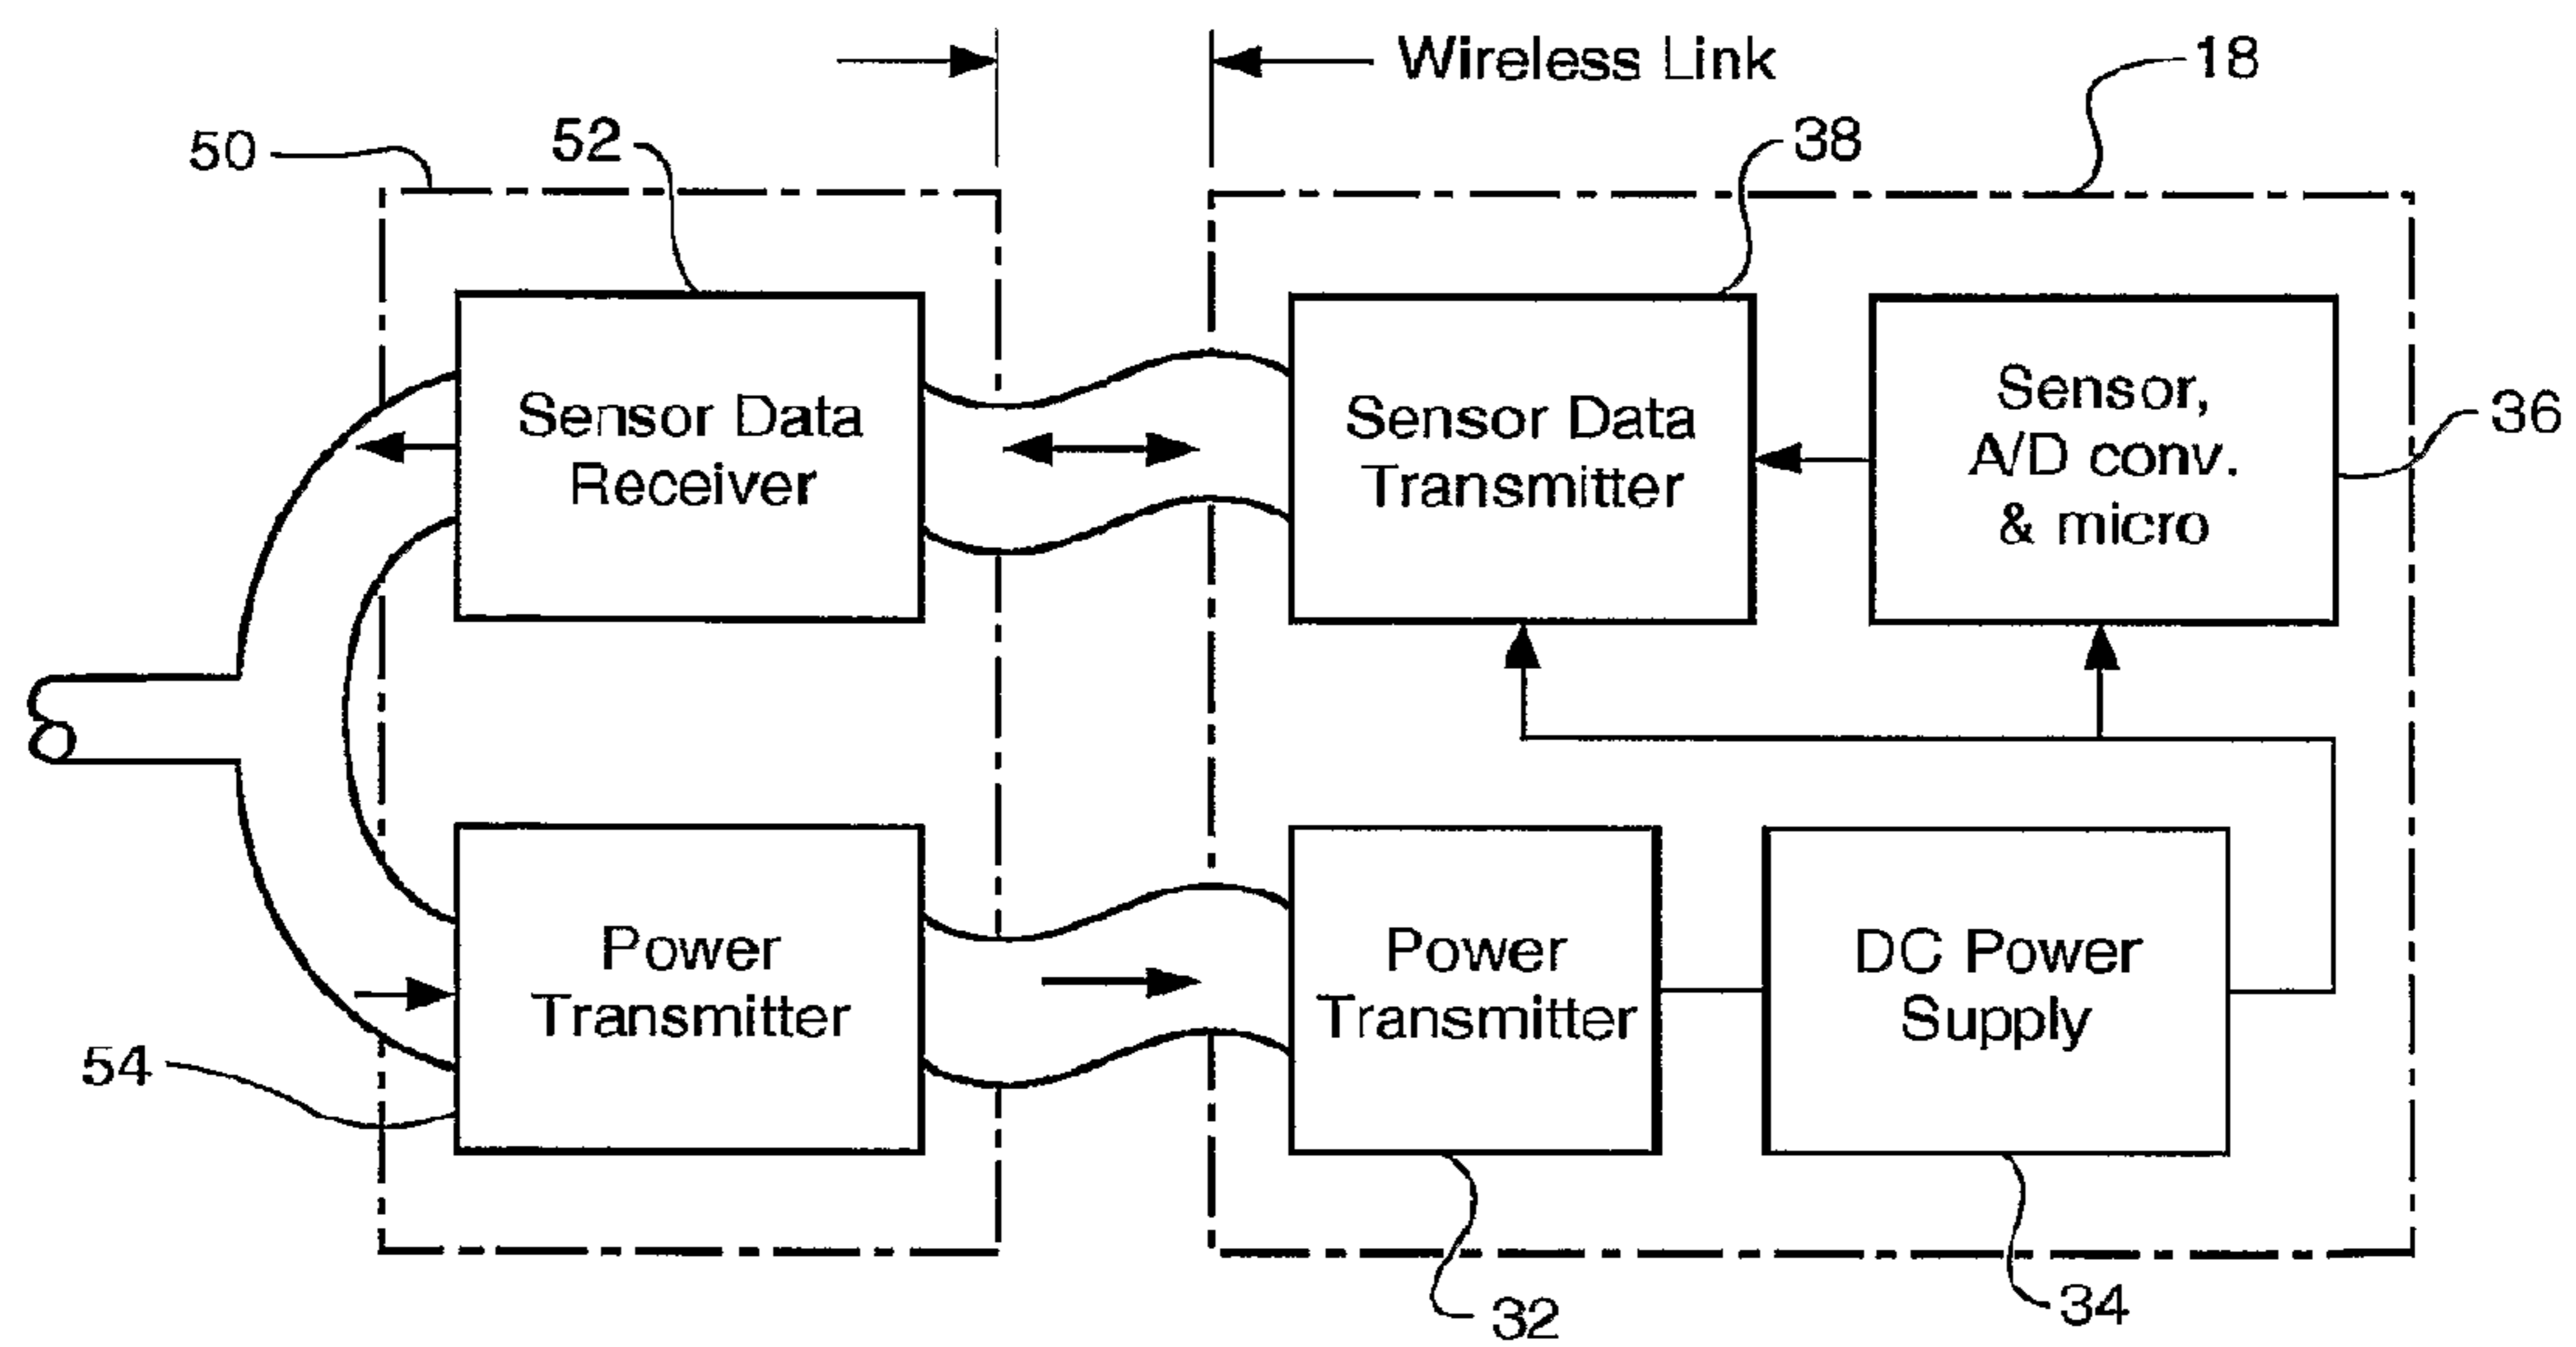 Wireless Link
18
50
52
38
Sensor Data
Receiver
Sensor Data
Transmitter
Sensor,
A/D conv.
& micro
36
Power
Transmitter
Power
Transmitter
DC Power
Supply
54
32
34